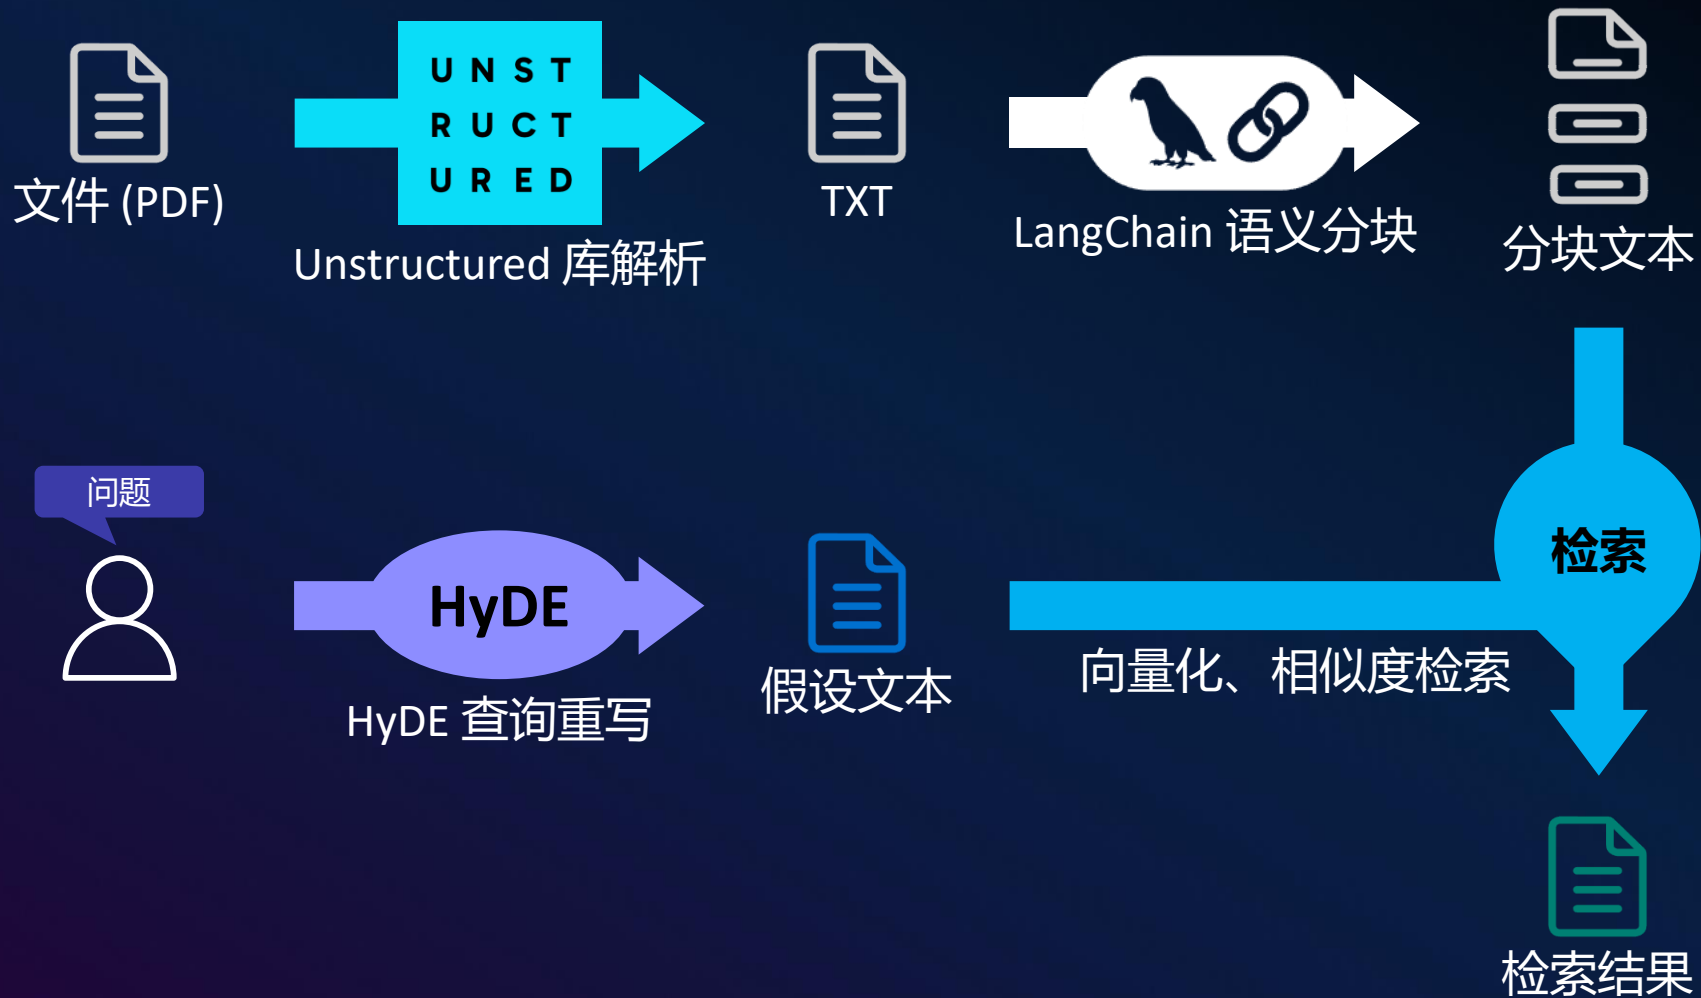 文件 (PDF)
UNST
RUCT
URED
Unstructured 库解析
TXT
LangChain 语义分块
分块文本
问题
HyDE
HyDE 查询重写
假设文本
向量化、相似度检索
检索
检索结果